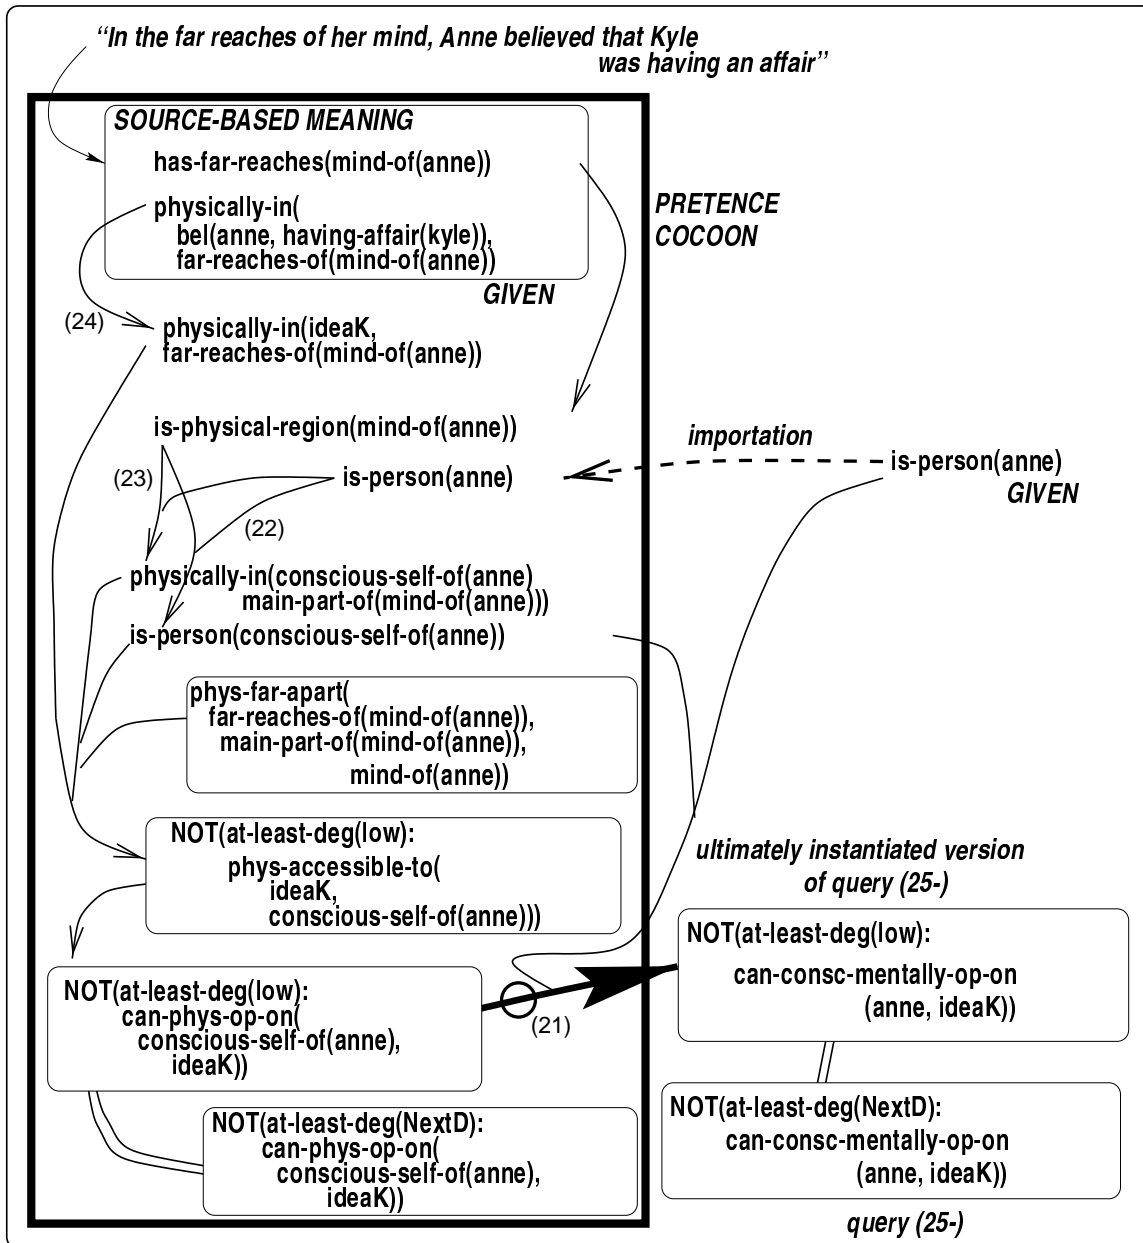 “In the far reaches of her mind, Anne believed that Kyle
was having an affair”
SOURCE-BASED MEANING
has-far-reaches(mind-of(anne))
physically-in(
bel(anne, having-affair(kyle)),
far-reaches-of(mind-of(anne))
GIVEN
PRETENCE
COCOON
(24)
physically-in(ideaK,
far-reaches-of(mind-of(anne))
is-physical-region(mind-of(anne))
importation
is-person(anne)
GIVEN
(23)
is-person(anne)
(22)
physically-in(conscious-self-of(anne)
main-part-of(mind-of(anne)))
is-person(conscious-self-of(anne))
phys-far-apart(
far-reaches-of(mind-of(anne)),
main-part-of(mind-of(anne)),
mind-of(anne))
NOT(at-least-deg(low):
phys-accessible-to(
ideaK,
conscious-self-of(anne)))
ultimately instantiated version
of query (25-)
NOT(at-least-deg(low):
can-consc-mentally-op-on
(anne, ideaK))
NOT(at-least-deg(low):
can-phys-op-on(
conscious-self-of(anne),
ideaK))
(21)
NOT(at-least-deg(NextD):
can-phys-op-on(
conscious-self-of(anne),
ideaK))
NOT(at-least-deg(NextD):
can-consc-mentally-op-on
(anne, ideaK))
query (25-)